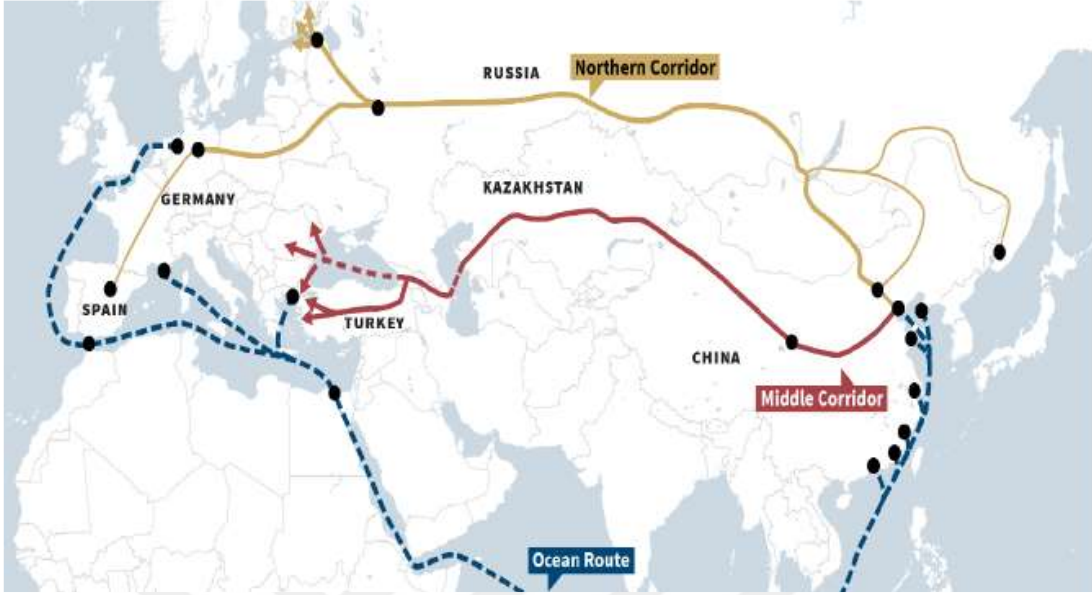 Northern Corridor
RUSSIA
KAZAKHSTAN
GERMANY
SPAIN
TURKEY
CHINA
Middle Corridor
Ocean Route